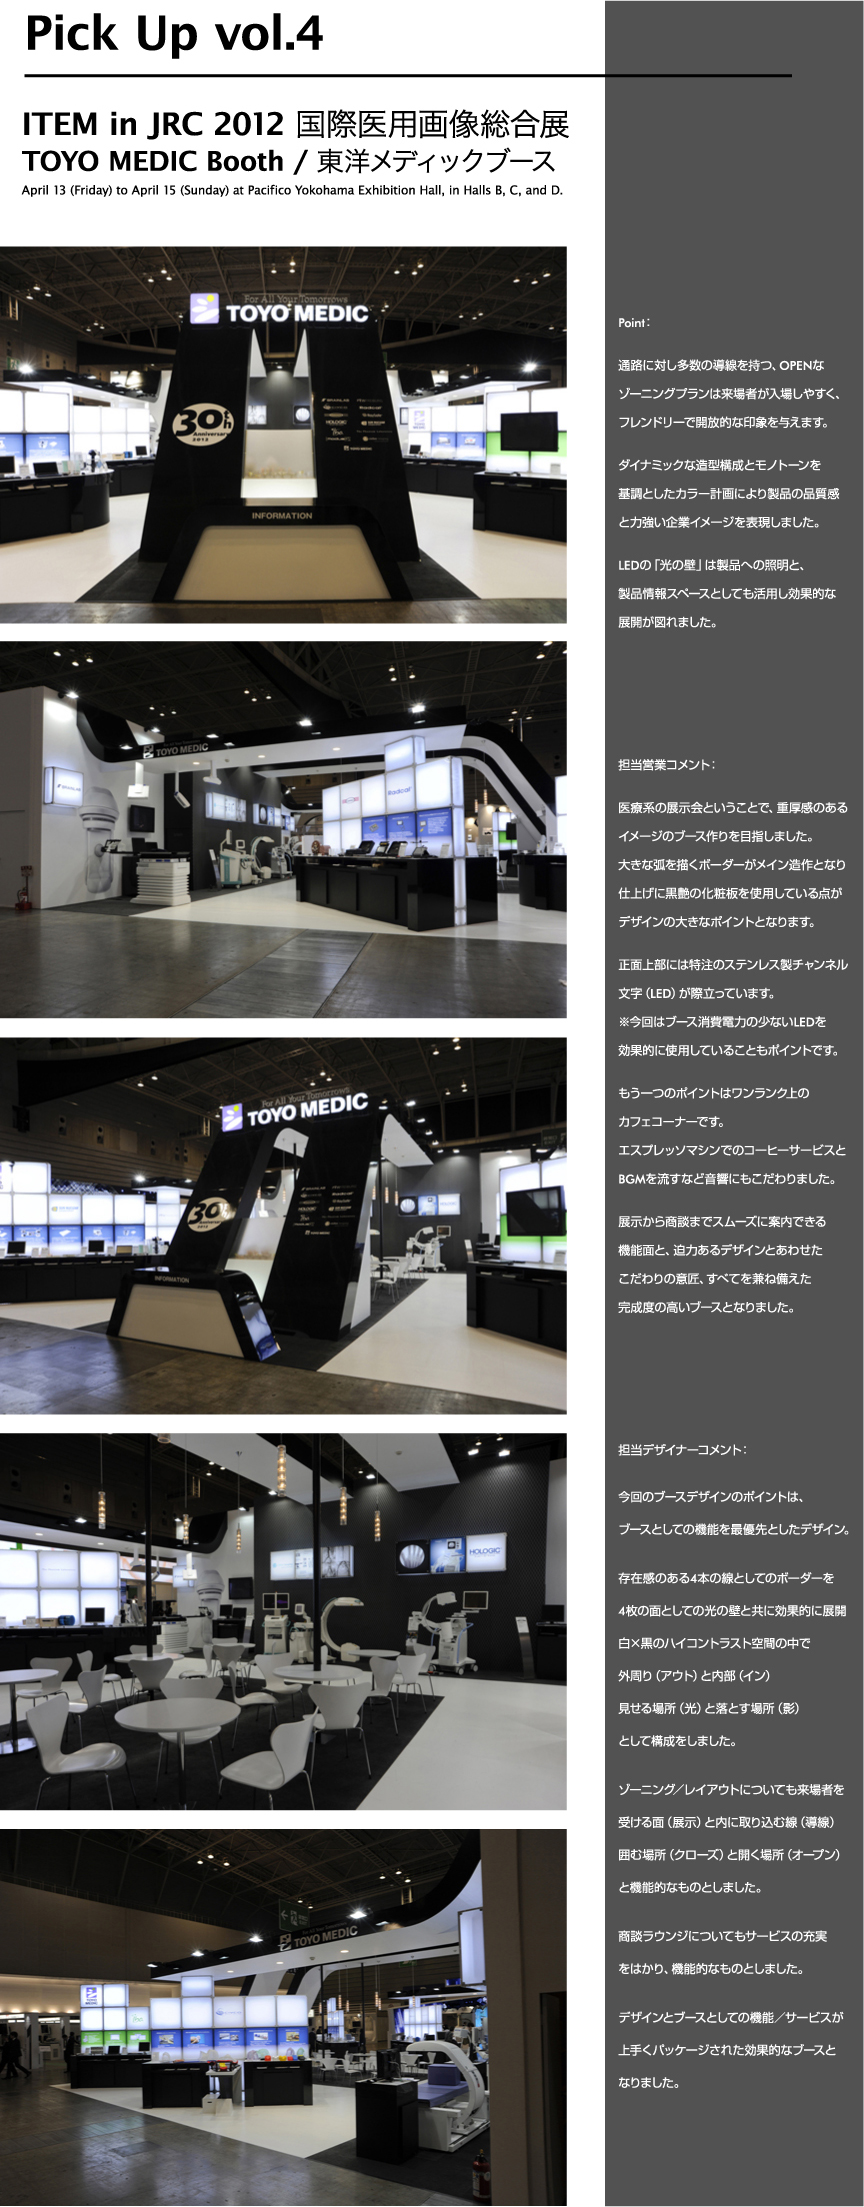 Pick Up vol.4
ITEM in JRC 2012 国際医用画像総合展
TOYO MEDIC Booth / 東洋メディックブース
April 13 (Friday) to April 15 (Sunday) at Pacifico Yokohama Exhibition Hall, in Halls B, C, and D.
For All Your Tomorrows
TOYO MEDIC
30th
Anniversary
2012
BRAINLAB
HOLOGIC
TOYO MEDIC
INFORMATION
TOYO MEDIC
BRAINLAB
Radcal
For All Your Tomorrows
TOYO MEDIC
30th
Anniversary
2012
HOLOGIC
TOYO MEDIC
INFORMATION
HOLOGIC
TOYO MEDIC
TOYO
MEDIC
Point：
通路に対し多数の導線を持つ、OPENな
ゾーニングプランは来場者が入場しやすく、
フレンドリーで開放的な印象を与えます。
ダイナミックな造型構成とモノトーンを
基調としたカラー計画により製品の品質感
と力強い企業イメージを表現しました。
LEDの「光の壁」は製品への照明と、
製品情報スペースとしても活用し効果的な
展開が図れました。
担当営業コメント：
医療系の展示会ということで、重厚感のある
イメージのブース作りを目指しました。
大きな弧を描くボーダーがメイン造作となり
仕上げに黒艶の化粧板を使用している点が
デザインの大きなポイントとなります。
正面上部には特注のステンレス製チャンネル
文字（LED）が際立っています。
※今回はブース消費電力の少ないLEDを
効果的に使用していることもポイントです。
もう一つのポイントはワンランク上の
カフェコーナーです。
エスプレッソマシンでのコーヒーサービスと
BGMを流すなど音響にもこだわりました。
展示から商談までスムーズに案内できる
機能面と、迫力あるデザインとあわせた
こだわりの意匠、すべてを兼ね備えた
完成度の高いブースとなりました。
担当デザイナーコメント：
今回のブースデザインのポイントは、
ブースとしての機能を最優先としたデザイン。
存在感のある4本の線としてのボーダーを
4枚の面としての光の壁と共に効果的に展開
白×黒のハイコントラスト空間の中で
外周り（アウト）と内部（イン）
見せる場所（光）と落とす場所（影）
として構成をしました。
ゾーニング／レイアウトについても来場者を
受ける面（展示）と内に取り込む線（導線）
囲む場所（クローズ）と開く場所（オープン）
と機能的なものとしました。
商談ラウンジについてもサービスの充実
をはかり、機能的なものとしました。
デザインとブースとしての機能／サービスが
上手くパッケージされた効果的なブースと
なりました。